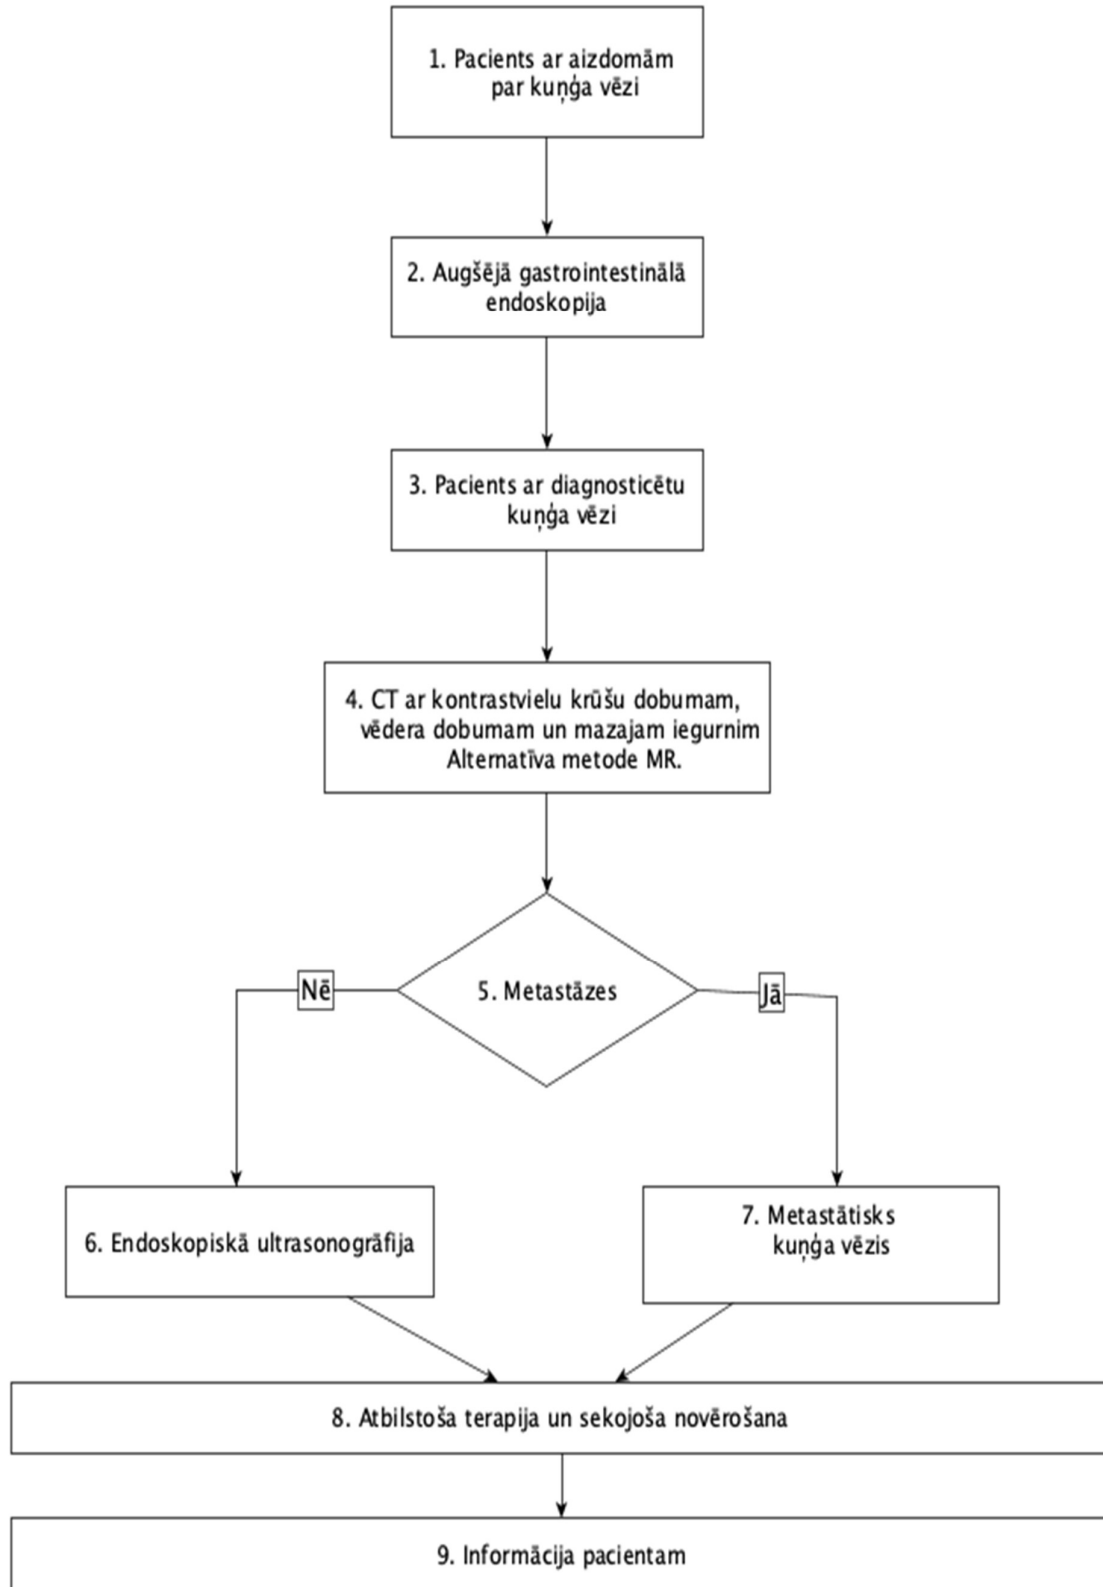 1. Pacients ar aizdomām
par kuņģa vēzi
2. Augšējā gastrointestinālā
endoskopija
3. Pacients ar diagnosticētu
kuņģa vēzi
4. CT ar kontrastvielu krūšu dobumam,
vēdera dobumam un mazajam iegurnim
Alternatīva metode MR.
5. Metastāzes
Nē
Jā
6. Endoskopiskā ultrasonogrāfija
7. Metastātisks
kuņģa vēzis
8. Atbilstoša terapija un sekojoša novērošana
9. Informācija pacientam